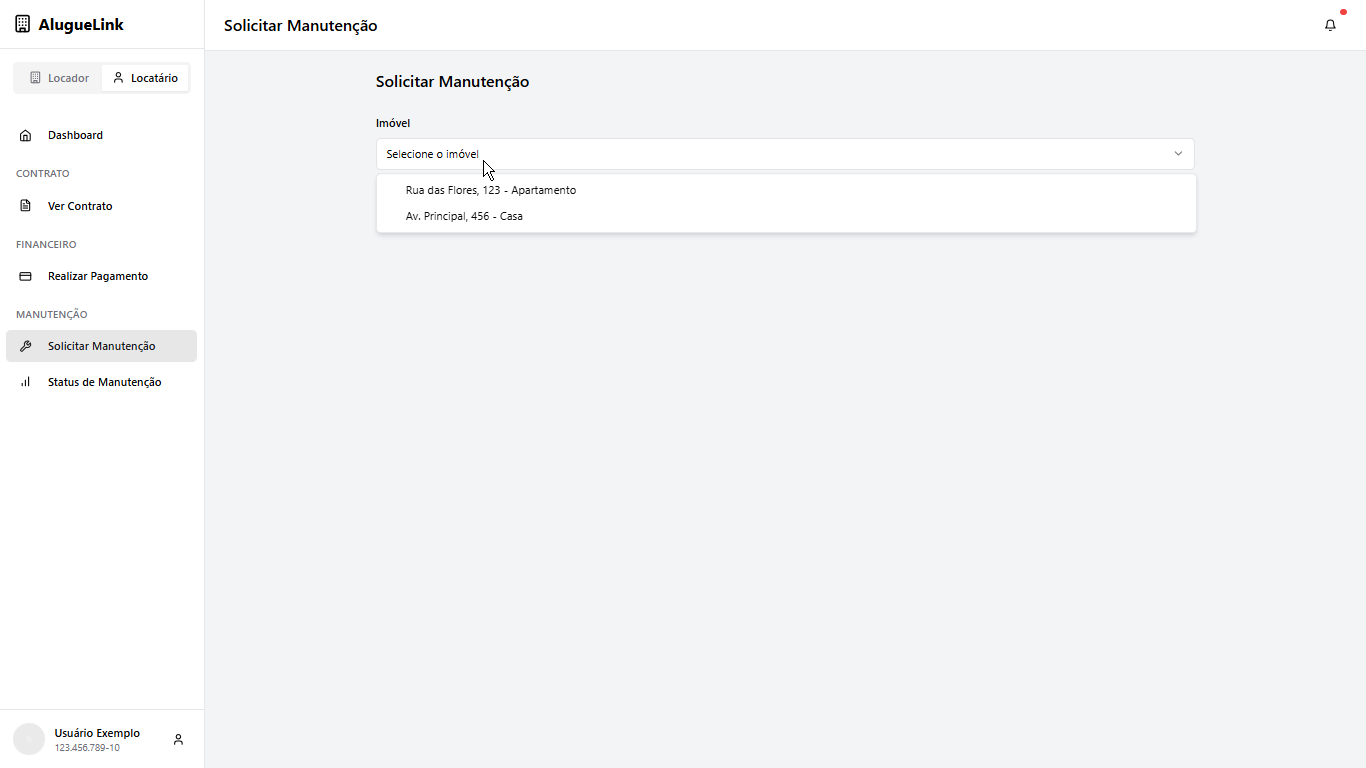 AlugueLink
Locador
Locatário
Dashboard
CONTRATO
Ver Contrato
FINANCEIRO
Realizar Pagamento
MANUTENÇÃO
Solicitar Manutenção
Status de Manutenção
Usuário Exemplo
123.456.789-10
Solicitar Manutenção
Solicitar Manutenção
Imóvel
Selecione o imóvel
Rua das Flores, 123 - Apartamento
Av. Principal, 456 - Casa